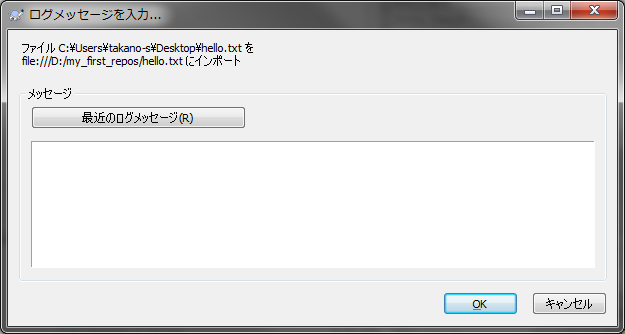 ログメッセージを入力...
ファイル C:¥Users¥takano-s¥Desktop¥hello.txt を
file:///D:/my_first_repos/hello.txt にインポート
メッセージ
最近のログメッセージ(R)
OK
キャンセル